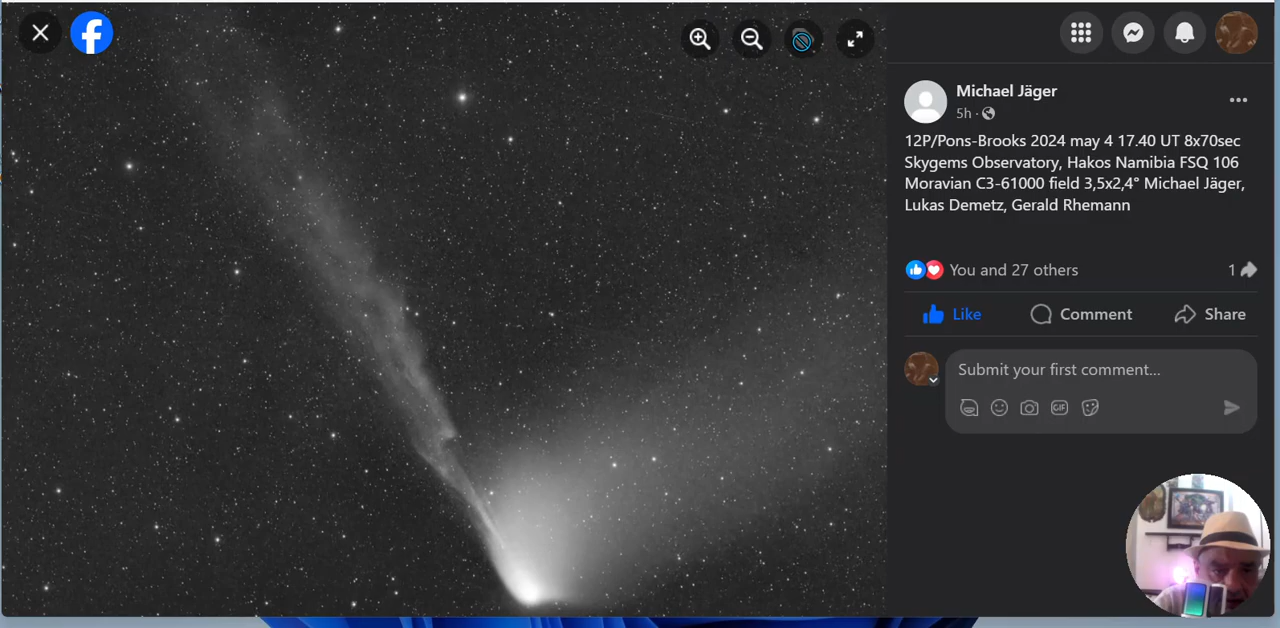 Michael Jäger
5h
12P/Pons-Brooks 2024 may 4 17.40 UT 8x70sec
Skygems Observatory, Hakos Namibia FSQ 106
Moravian C3-61000 field 3,5x2,4° Michael Jäger,
Lukas Demetz, Gerald Rhemann
You and 27 others
1
Like
Comment
Share
Submit your first comment...
GIF